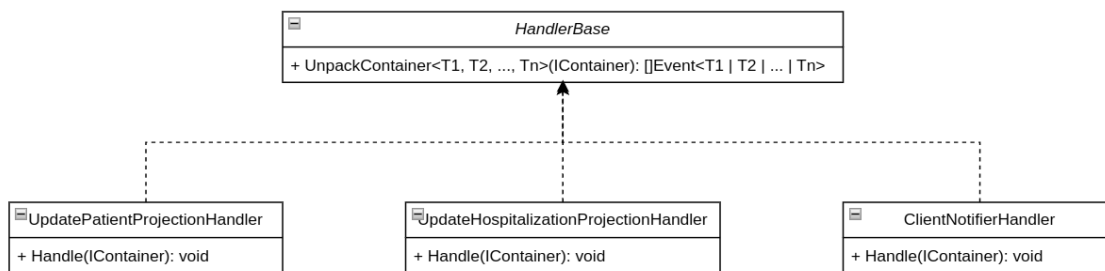 HandlerBase
+ UnpackContainer<T1, T2, ..., Tn>(IContainer): []Event<T1 | T2 | ... | Tn>
UpdatePatientProjectionHandler
+ Handle(IContainer): void
UpdateHospitalizationProjectionHandler
+ Handle(IContainer): void
ClientNotifierHandler
+ Handle(IContainer): void